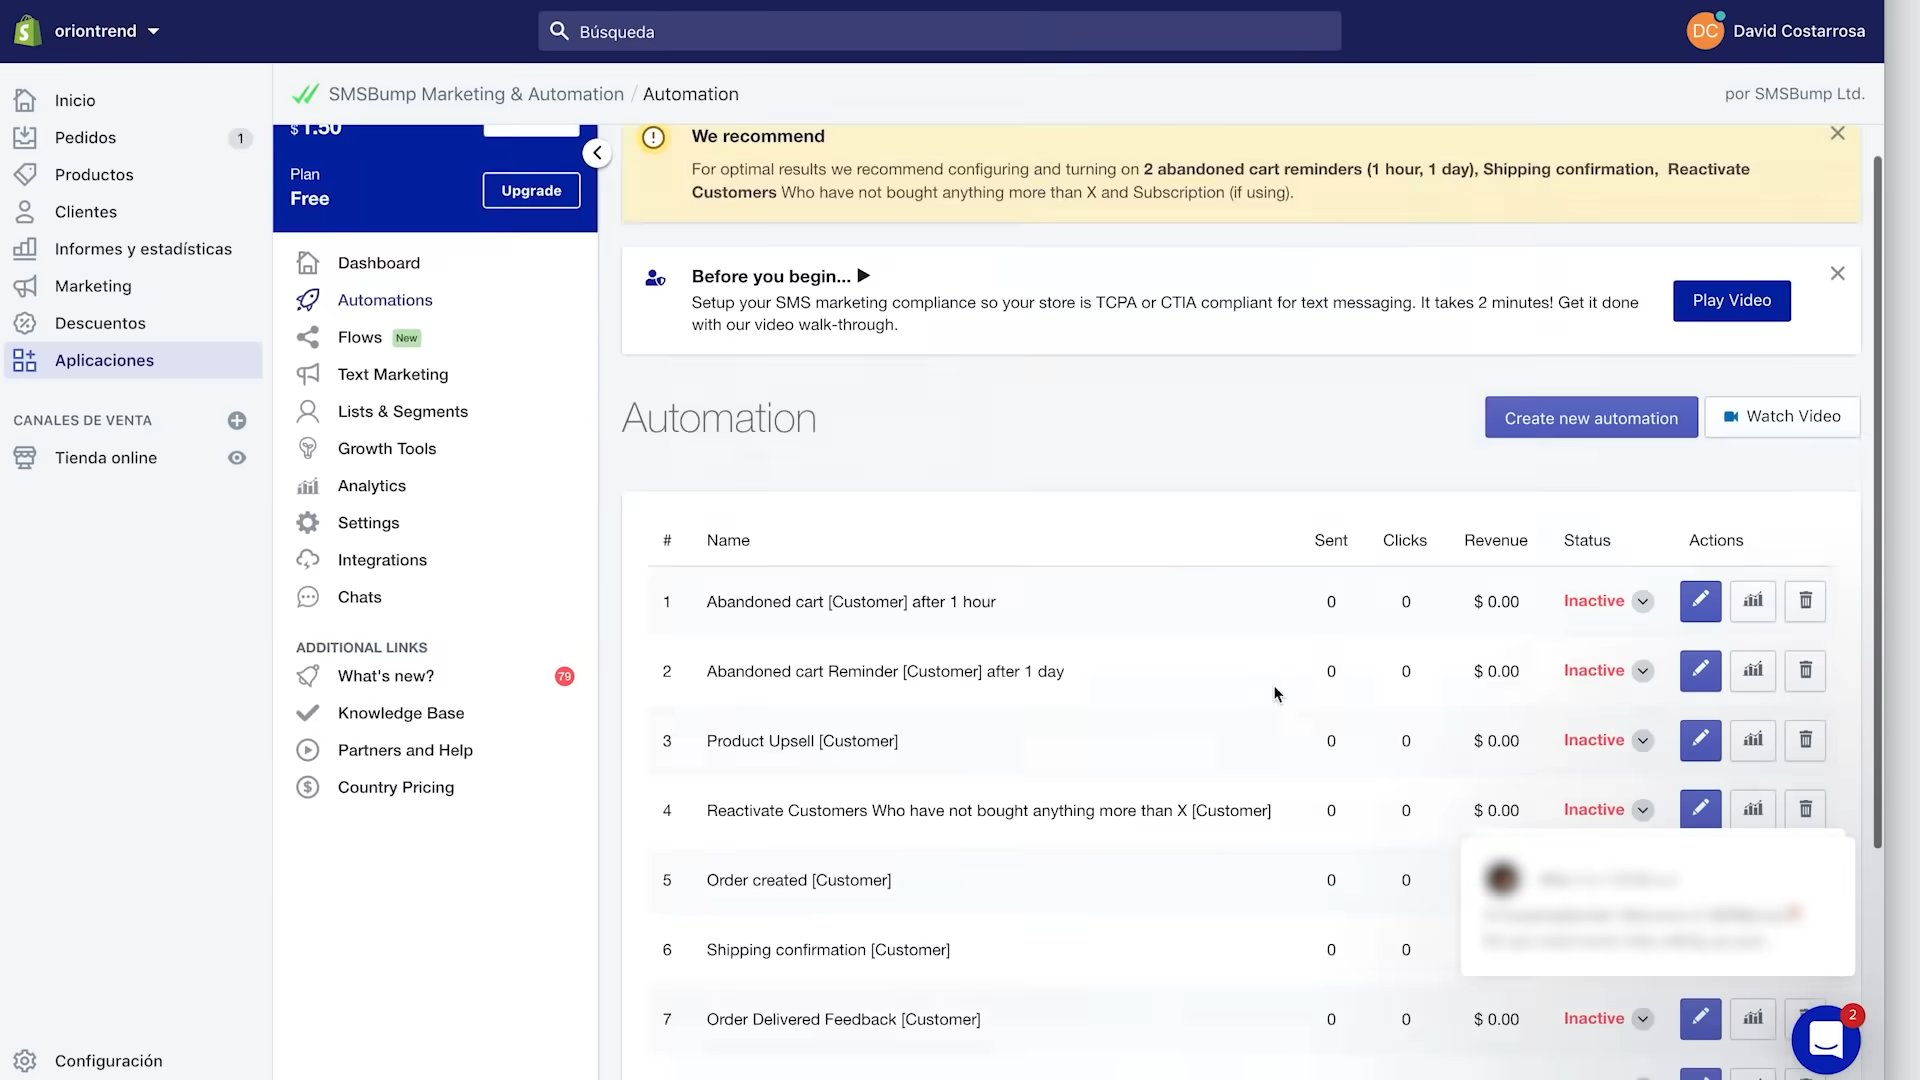 oriontrend
Búsqueda
DC
David Costarrosa
Inicio
Pedidos
1
Productos
Clientes
Informes y estadísticas
Marketing
Descuentos
Aplicaciones
CANALES DE VENTA
Tienda online
Configuración
SMSBump Marketing & Automation / Automation
por SMSBump Ltd.
$ 1.50
Plan
Free
Upgrade
Dashboard
Automations
Flows New
Text Marketing
Lists & Segments
Growth Tools
Analytics
Settings
Integrations
Chats
ADDITIONAL LINKS
What's new?
79
Knowledge Base
Partners and Help
Country Pricing
We recommend
For optimal results we recommend configuring and turning on 2 abandoned cart reminders (1 hour, 1 day), Shipping confirmation, Reactivate
Customers Who have not bought anything more than X and Subscription (if using).
Before you begin...
Setup your SMS marketing compliance so your store is TCPA or CTIA compliant for text messaging. It takes 2 minutes! Get it done
with our video walk-through.
Play Video
Automation
Create new automation
Watch Video
# Name Sent Clicks Revenue Status Actions
1 Abandoned cart [Customer] after 1 hour 0 0 $ 0.00 Inactive
2 Abandoned cart Reminder [Customer] after 1 day 0 0 $ 0.00 Inactive
3 Product Upsell [Customer] 0 0 $ 0.00 Inactive
4 Reactivate Customers Who have not bought anything more than X [Customer] 0 0 $ 0.00 Inactive
5 Order created [Customer] 0 0
6 Shipping confirmation [Customer] 0 0
7 Order Delivered Feedback [Customer] 0 0 $ 0.00 Inactive
2